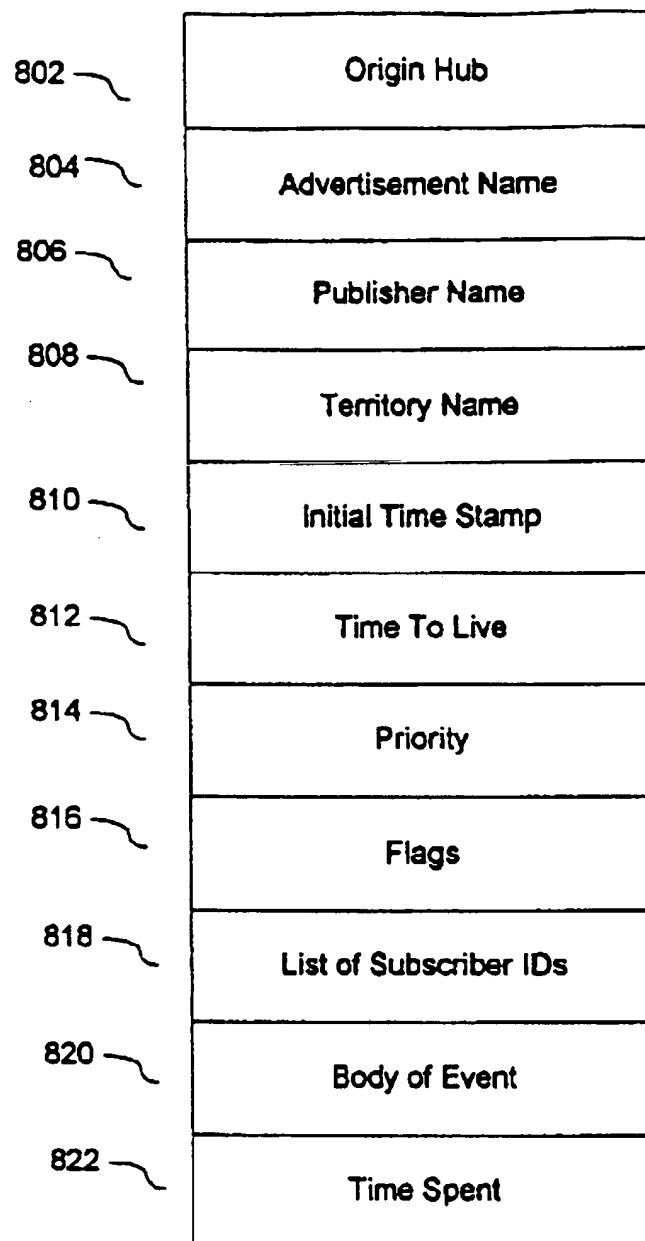 802 Origin Hub
804 Advertisement Name
806 Publisher Name
808 Territory Name
810 Initial Time Stamp
812 Time To Live
814 Priority
816 Flags
818 List of Subscriber IDs
820 Body of Event
822 Time Spent